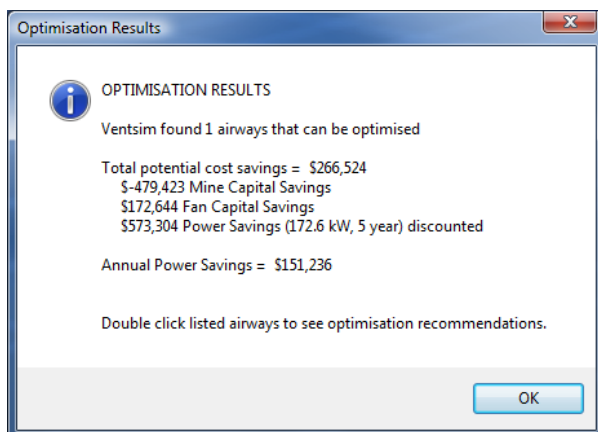 Optimisation Results
OPTIMISATION RESULTS
Ventsim found 1 airways that can be optimised
Total potential cost savings =  $266,524
$-479,423 Mine Capital Savings
$172,644 Fan Capital Savings
$573,304 Power Savings (172.6 kW, 5 year) discounted
Annual Power Savings =  $151,236
Double click listed airways to see optimisation recommendations.
OK